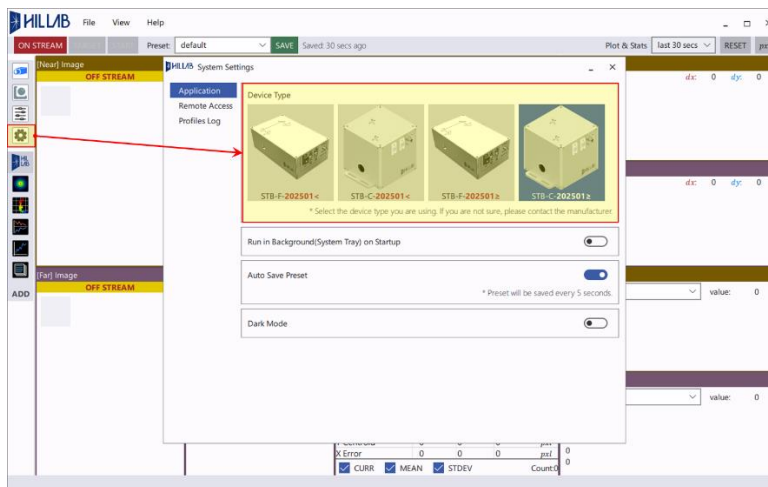 HILLAB File View Help
ON STREAM Preset: default SAVE Saved: 30 secs ago Plot & Stats last 30 secs RESET
[Near] Image
OFF STREAM
dx: 0 dy: 0
HILLAB System Settings
Application
Remote Access
Profiles Log
Device Type
STB-F-202501< STB-C-202501< STB-F-202501≥ STB-C-202501≥
* Select the device type you are using. If you are not sure, please contact the manufacturer.
Run in Background(System Tray) on Startup
Auto Save Preset
* Preset will be saved every 5 seconds.
Dark Mode
dx: 0 dy: 0
ADD
[Far] Image
OFF STREAM
value: 0
value: 0
X Error 0 0 0 pxl 0
CURR MEAN STDEV Count:0 0